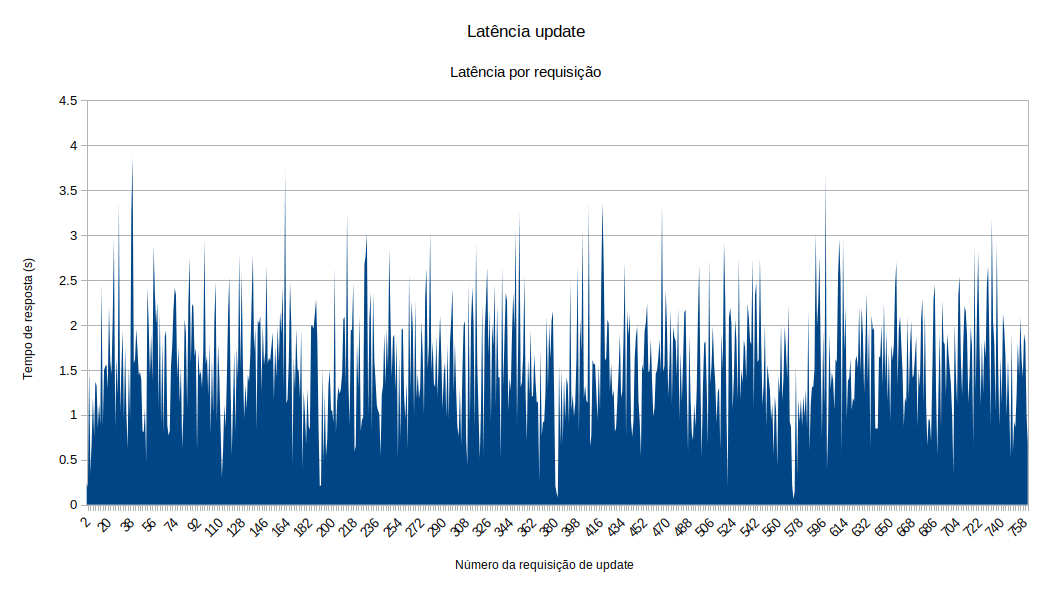 Latência update
Latência por requisição
Tempo de resposta (s)
4.5
4
3.5
3
2.5
2
1.5
1
0.5
0
2 20 38 56 74 92 110 128 146 164 182 200 218 236 254 272 290 308 326 344 362 380 398 416 434 452 470 488 506 524 542 560 578 596 614 632 650 668 686 704 722 740 758
Número da requisição de update